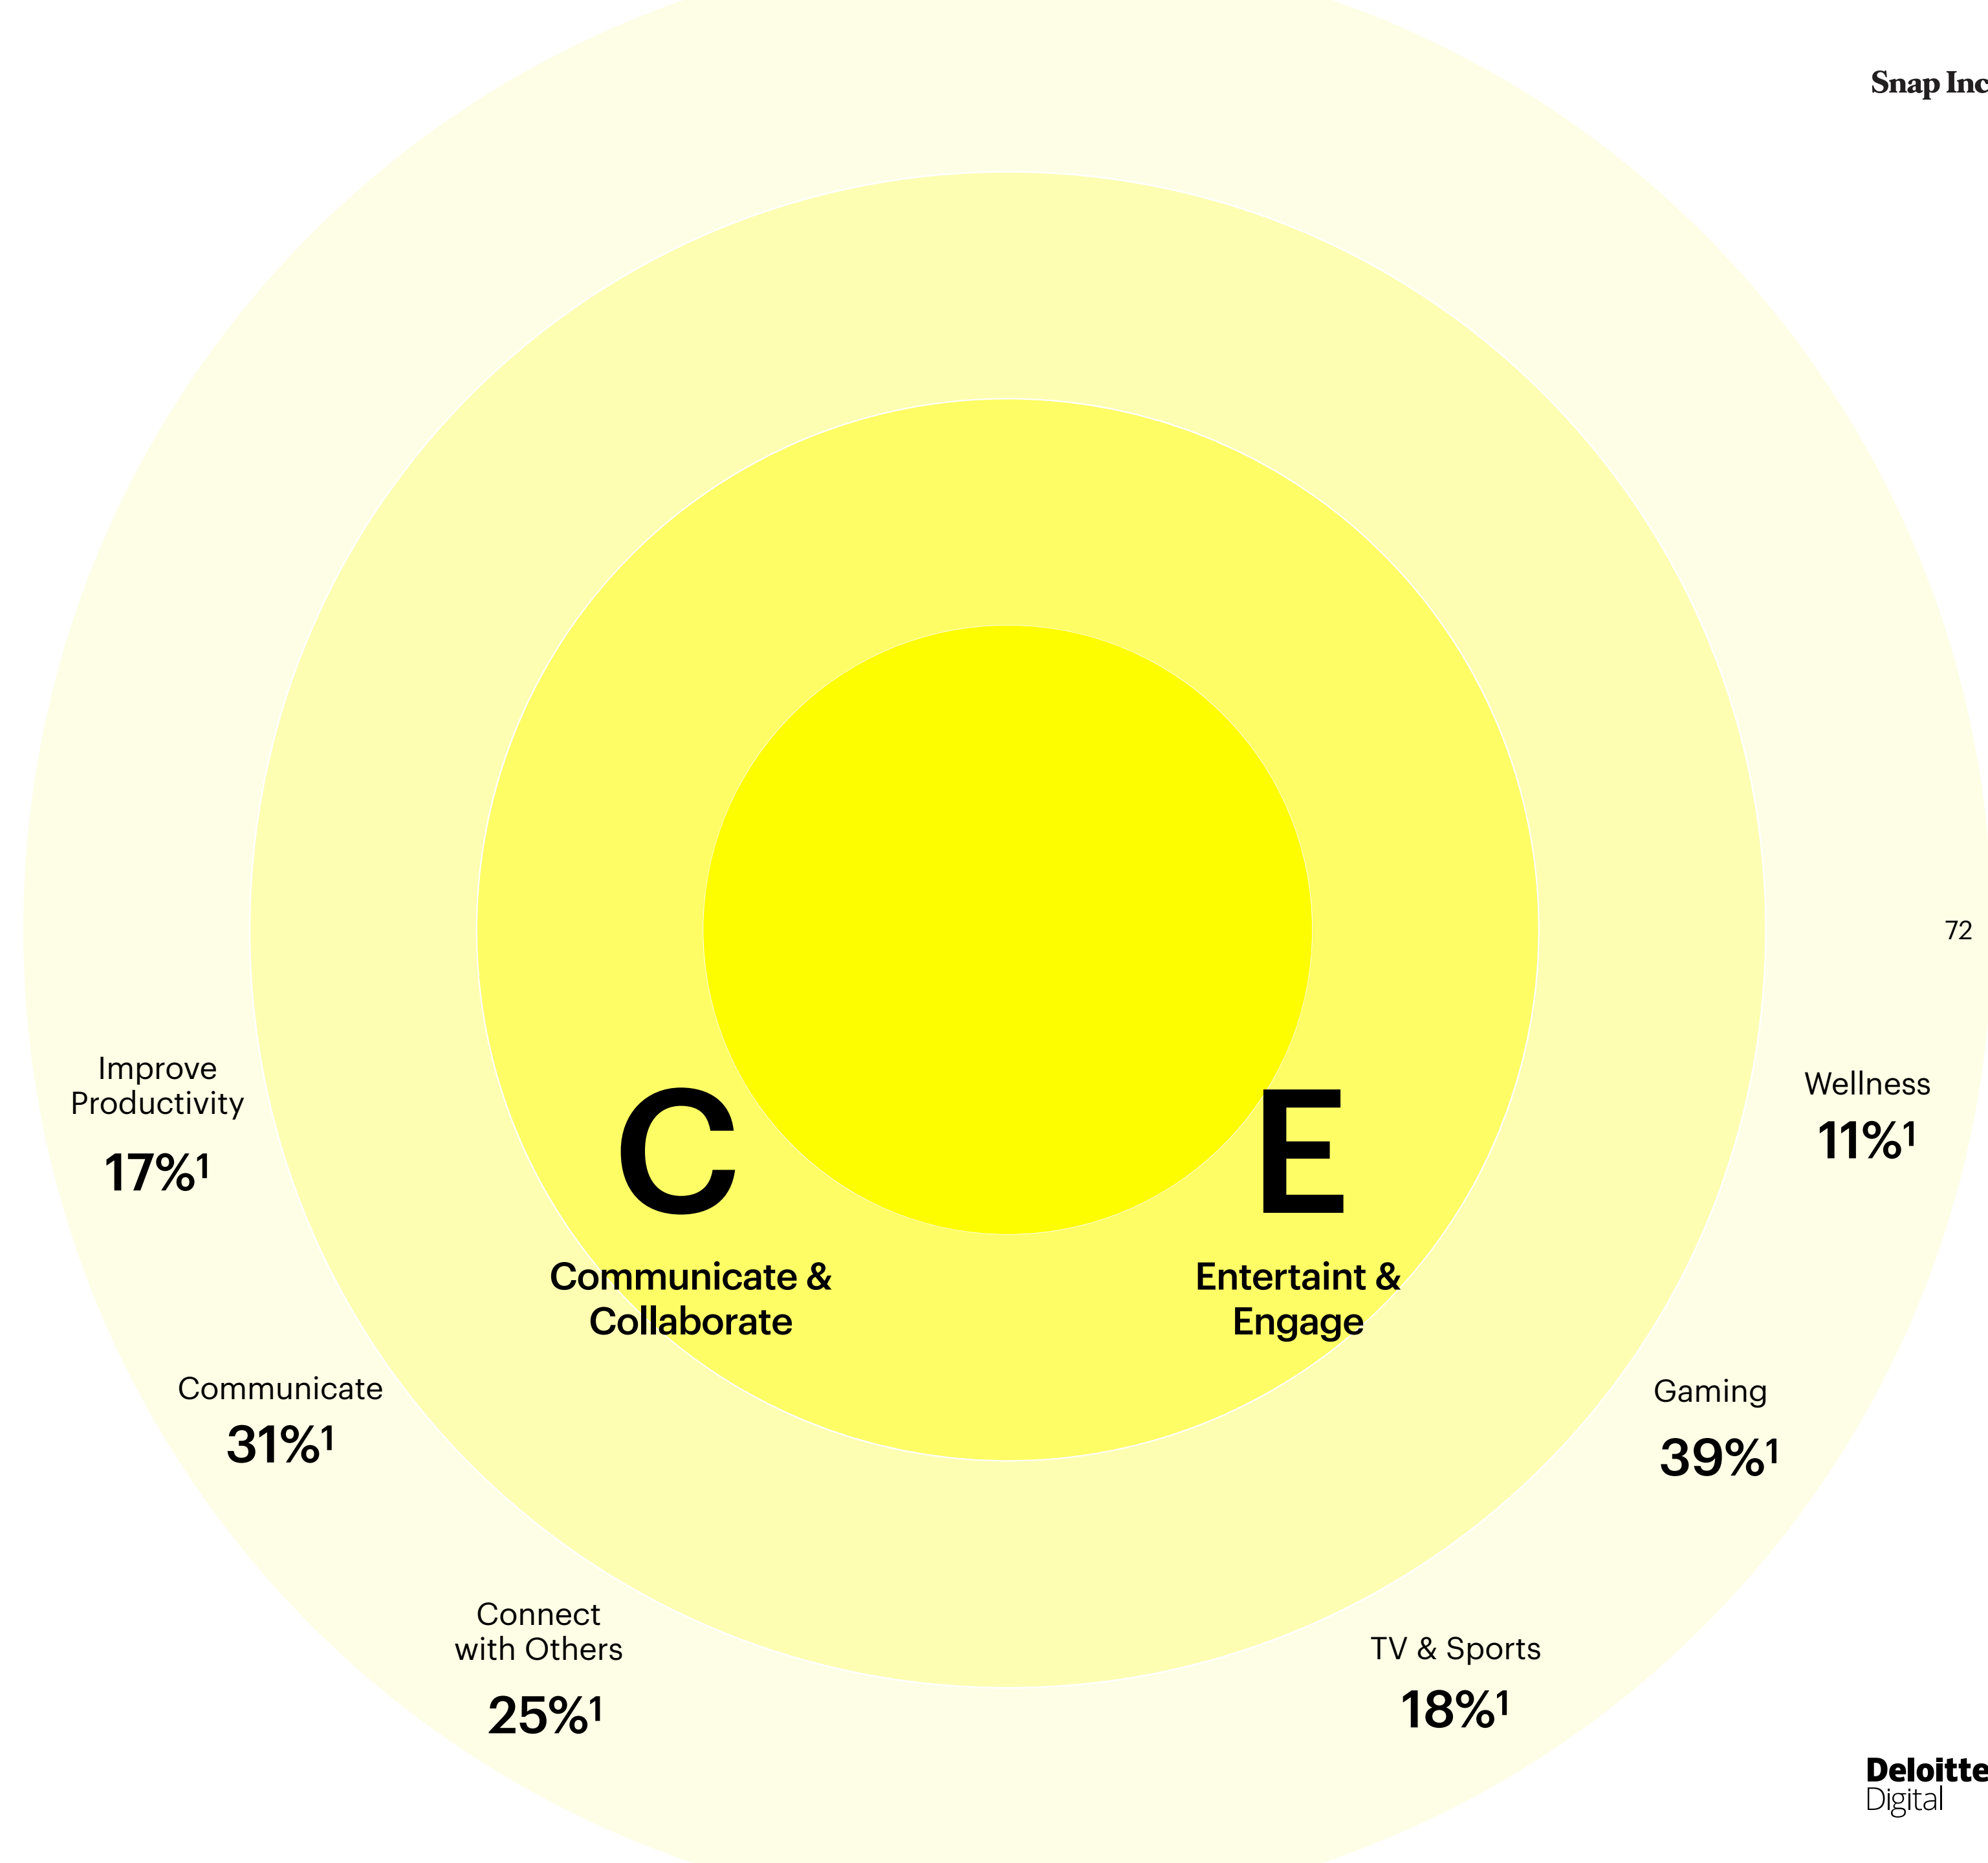 Snap Inc
72
Improve
Productivity
17%¹
Wellness
11%¹
C
E
Communicate &
Collaborate
Entertaint &
Engage
Communicate
31%¹
Gaming
39%¹
Connect
with Others
25%¹
TV & Sports
18%¹
Deloitte
Digital